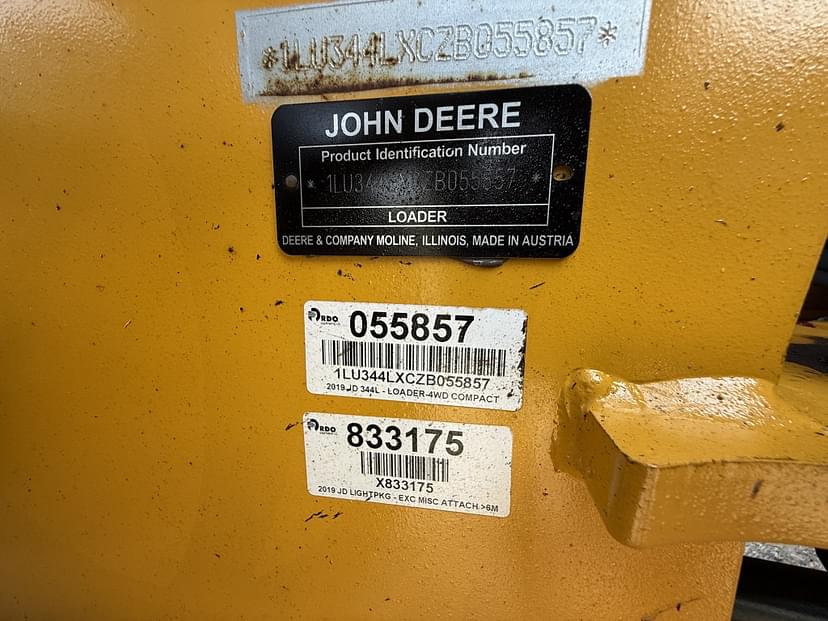 *1LU344LXCZB055857*
JOHN DEERE
Product Identification Number
* 1LU344LXCZB055857 *
LOADER
DEERE & COMPANY MOLINE, ILLINOIS, MADE IN AUSTRIA
RDO 055857
1LU344LXCZB055857
2019 JD 344L - LOADER-4WD COMPACT
RDO 833175
X833175
2019 JD LIGHTPKG - EXC MISC ATTACH >6M